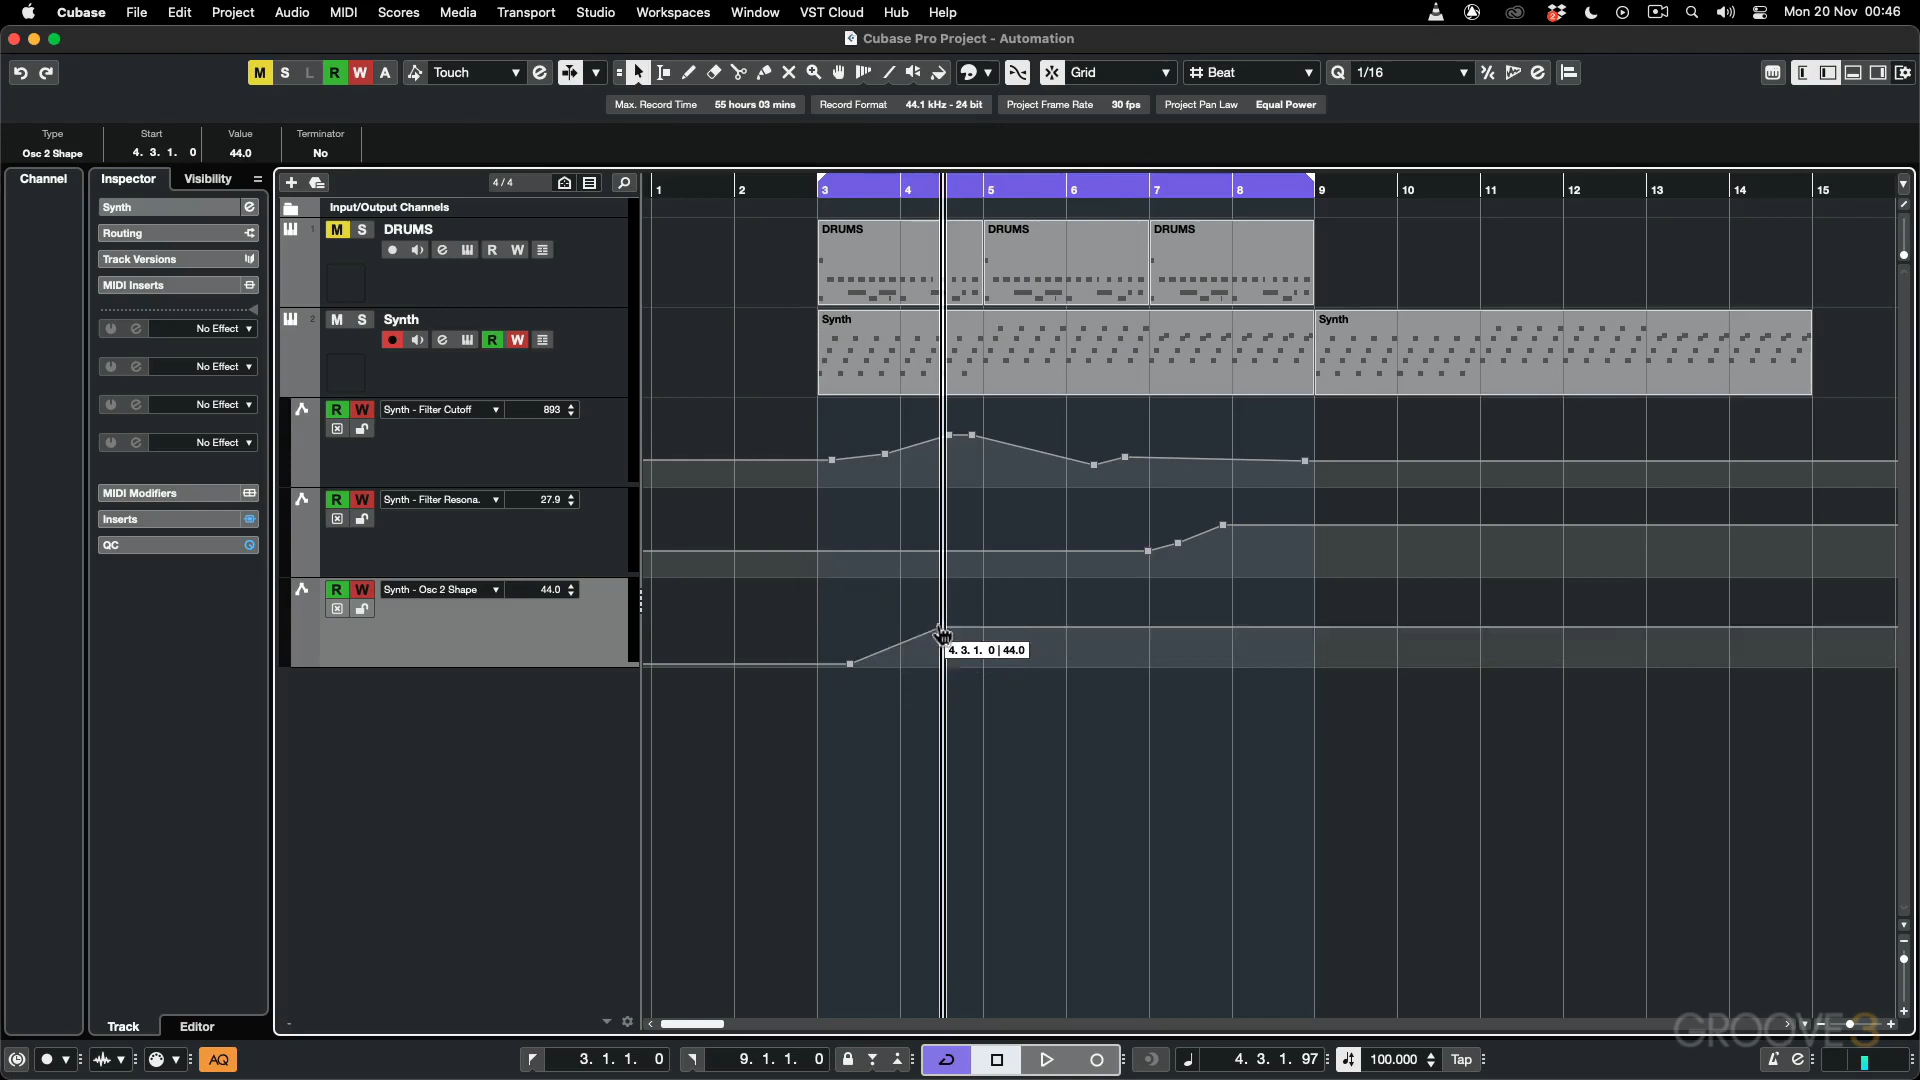 Cubase File Edit Project Audio MIDI Scores Media Transport Studio Workspaces Window VST Cloud Hub Help Mon 20 Nov 00:46
Cubase Pro Project - Automation
M S L R W A Touch Grid Beat Q 1/16
Max. Record Time 55 hours 03 mins Record Format 44.1 kHz - 24 bit Project Frame Rate 30 fps Project Pan Law Equal Power
Type Start Value Terminator
Osc 2 Shape 4. 3. 1. 0 44.0 No
Channel Inspector Visibility 4/4
1 2 3 4 5 6 7 8 9 10 11 12 13 14 15
Synth
Input/Output Channels
Routing
1 M S DRUMS
R W
DRUMS DRUMS DRUMS
Track Versions
MIDI Inserts
2 M S Synth
R W
Synth Synth
No Effect
No Effect
No Effect
No Effect
R W Synth - Filter Cutoff 893
MIDI Modifiers
R W Synth - Filter Resona. 27.9
Inserts
QC
R W Synth - Osc 2 Shape 44.0
4. 3. 1. 0 | 44.0
Track Editor
GROOVE3
AQ 3. 1. 1. 0 9. 1. 1. 0 4. 3. 1. 97 100.000 Tap